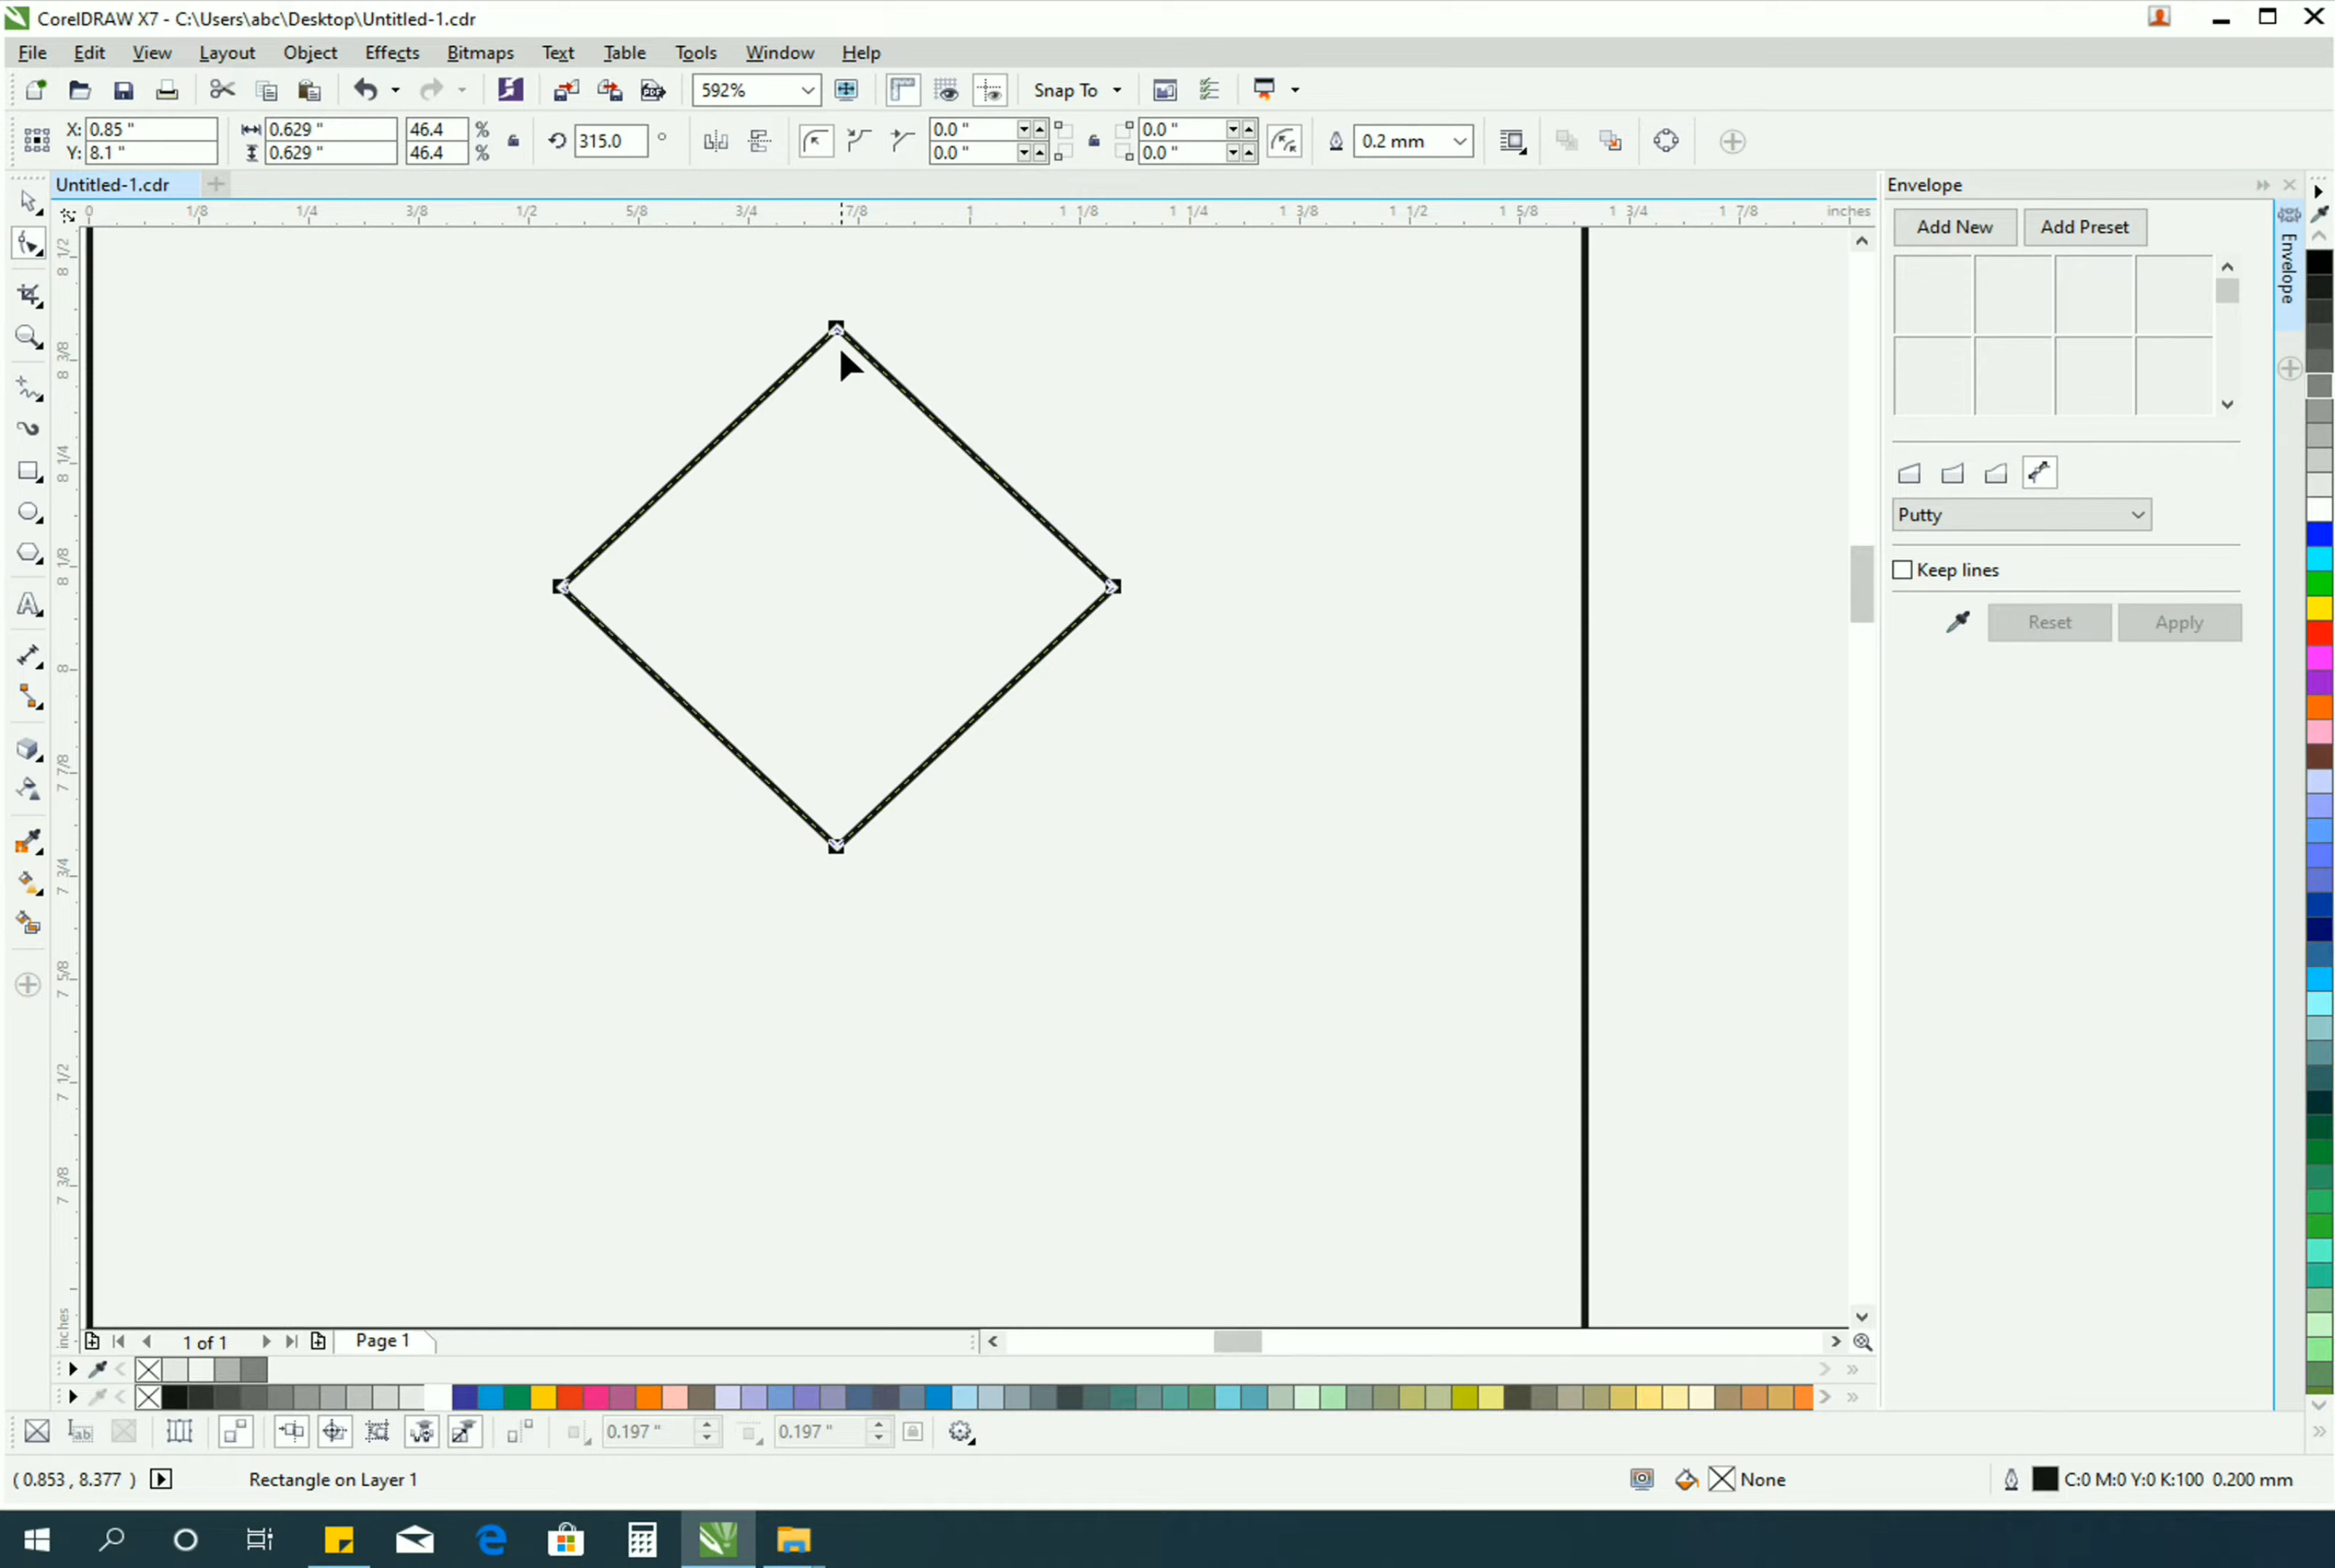 CorelDRAW X7 - C:\Users\abc\Desktop\Untitled-1.cdr
File Edit View Layout Object Effects Bitmaps Text Table Tools Window Help
PDF 592% Snap To
X: 0.85 " 0.629 " 46.4 % 315.0 ° 0.0 " 0.0 " 0.2 mm
Y: 8.1 " 0.629 " 46.4 % 0.0 " 0.0 "
Untitled-1.cdr
0 1/8 1/4 3/8 1/2 5/8 3/4 7/8 1 1 1/8 1 1/4 1 3/8 1 1/2 1 5/8 1 3/4 1 7/8 inches
8 1/2
8 3/8
8 1/4
8 1/8
8
7 7/8
7 3/4
7 5/8
7 1/2
7 3/8
inches
Envelope
Add New Add Preset
Envelope
Putty
Keep lines
Reset Apply
1 of 1 Page 1
ab 0.197 " 0.197 "
( 0.853 , 8.377 ) Rectangle on Layer 1 None C:0 M:0 Y:0 K:100 0.200 mm